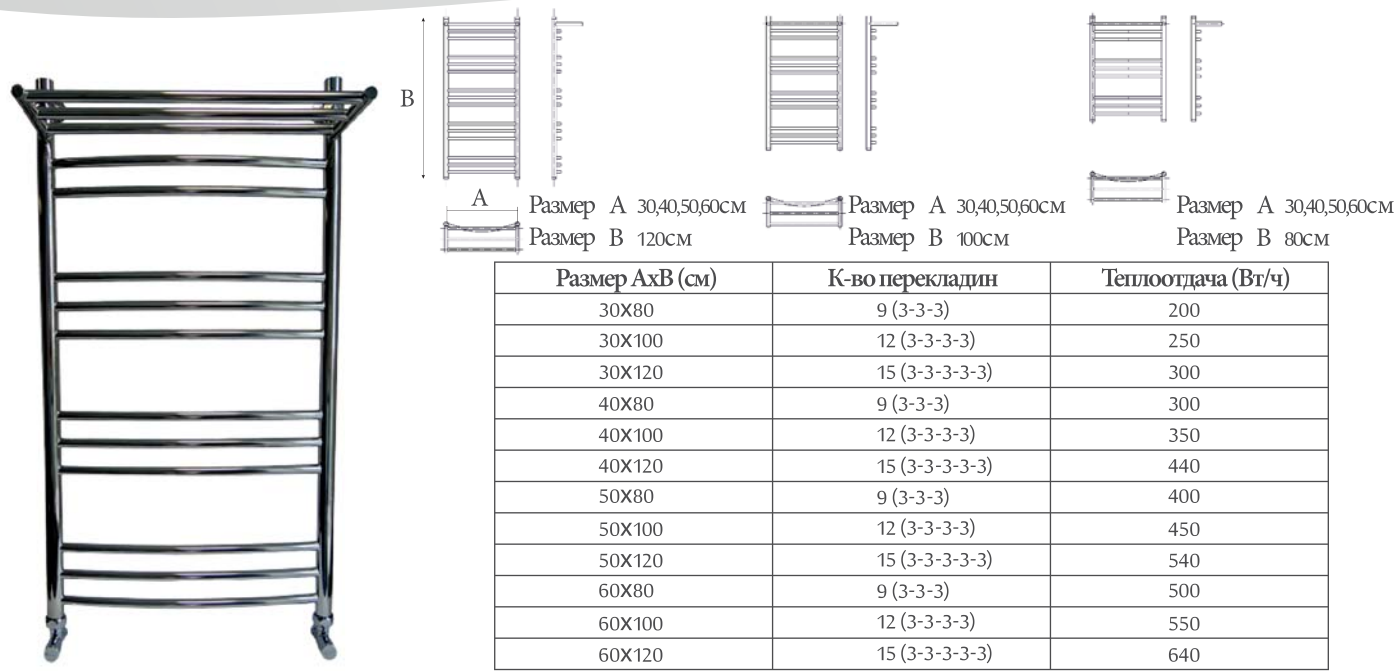 B
A
Размер A 30,40,50,60см
Размер B 120см
Размер A 30,40,50,60см
Размер B 100см
Размер A 30,40,50,60см
Размер B 80см
Размер АxВ (см) К-во перекладин Теплоотдача (Вт/ч)
30X80 9 (3-3-3) 200
30X100 12 (3-3-3-3) 250
30X120 15 (3-3-3-3-3) 300
40X80 9 (3-3-3) 300
40X100 12 (3-3-3-3) 350
40X120 15 (3-3-3-3-3) 440
50X80 9 (3-3-3) 400
50X100 12 (3-3-3-3) 450
50X120 15 (3-3-3-3-3) 540
60X80 9 (3-3-3) 500
60X100 12 (3-3-3-3) 550
60X120 15 (3-3-3-3-3) 640